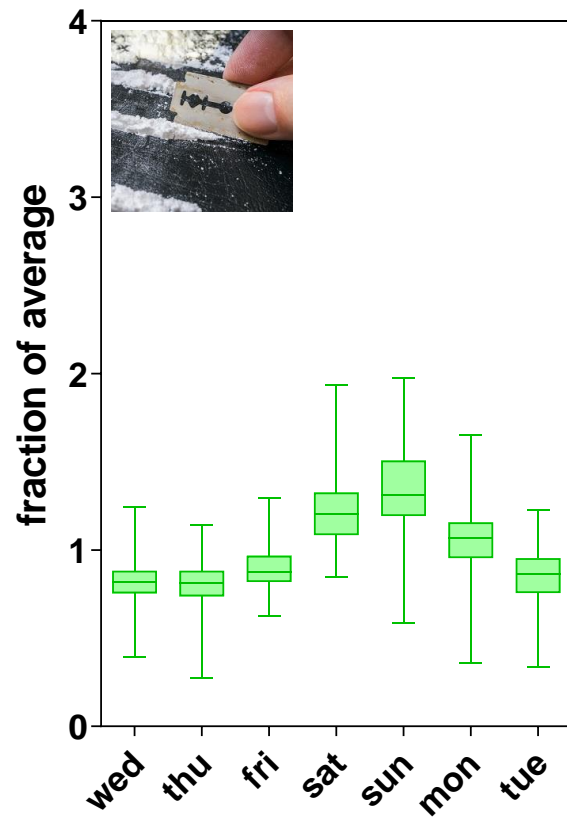 fraction of average
4
3
2
1
0
wed
thu
fri
sat
sun
mon
tue